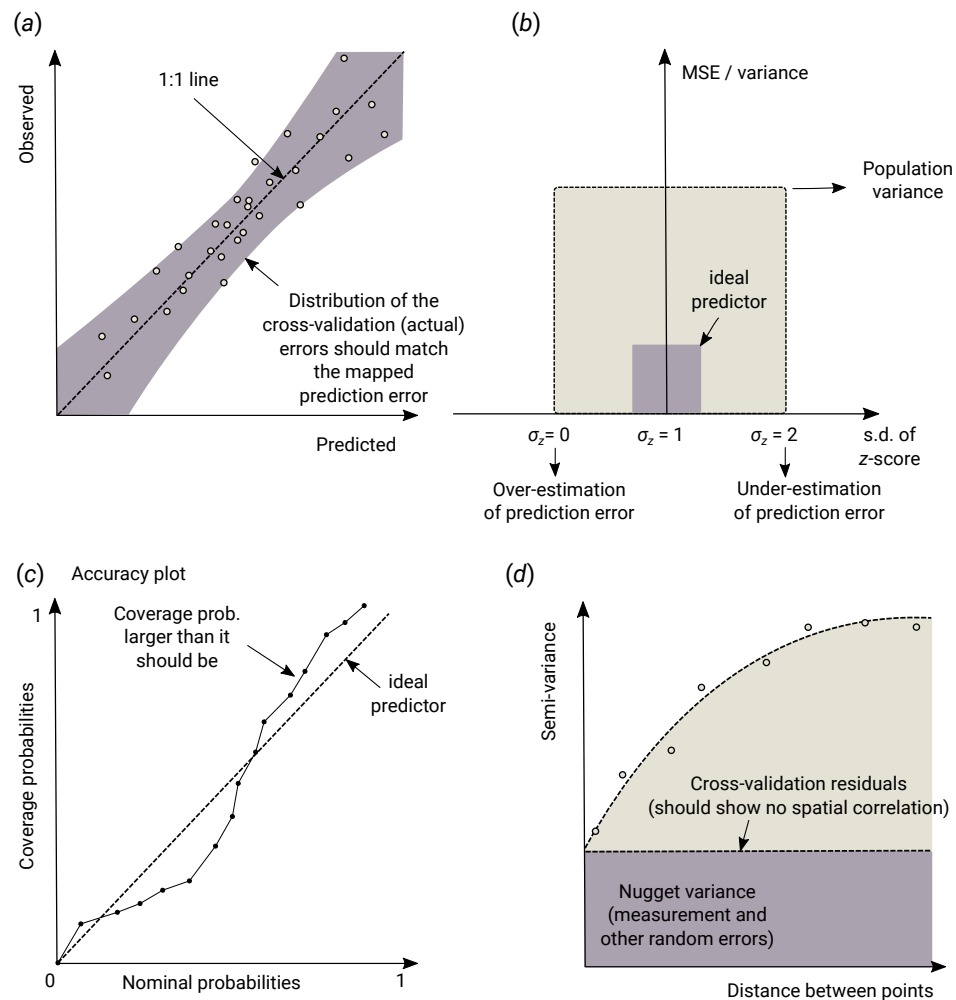 (a)
Observed
1:1 line
Distribution of the
cross-validation (actual)
errors should match
the mapped
prediction error
Predicted
(b)
MSE / variance
Population
variance
ideal
predictor
σz= 0
σz= 1
σz= 2
s.d. of
z-score
Over-estimation
of prediction error
Under-estimation
of prediction error
(c)
Accuracy plot
1
Coverage prob.
larger than it
should be
ideal
predictor
Coverage probabilities
0
Nominal probabilities
1
(d)
Semi-variance
Cross-validation residuals
(should show no spatial correlation)
Nugget variance
(measurement and
other random errors)
Distance between points